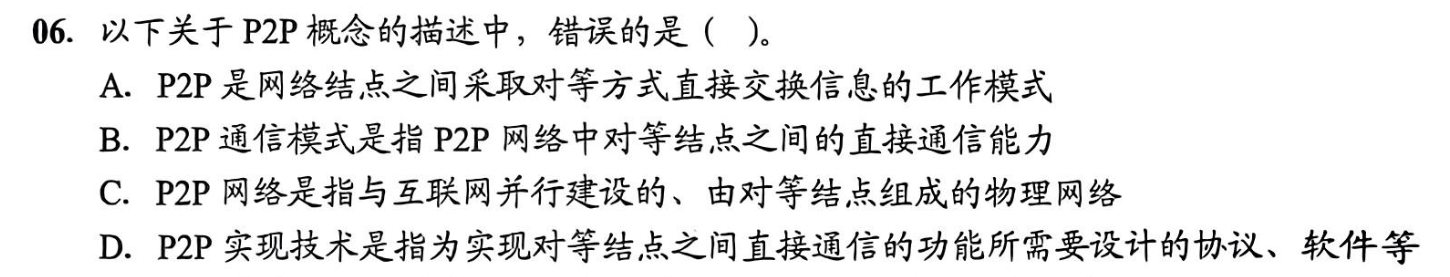 06. 以下关于 P2P 概念的描述中，错误的是（ ）。
A. P2P 是网络结点之间采取对等方式直接交换信息的工作模式
B. P2P 通信模式是指 P2P 网络中对等结点之间的直接通信能力
C. P2P 网络是指与互联网并行建设的、由对等结点组成的物理网络
D. P2P 实现技术是指为实现对等结点之间直接通信的功能所需要设计的协议、软件等